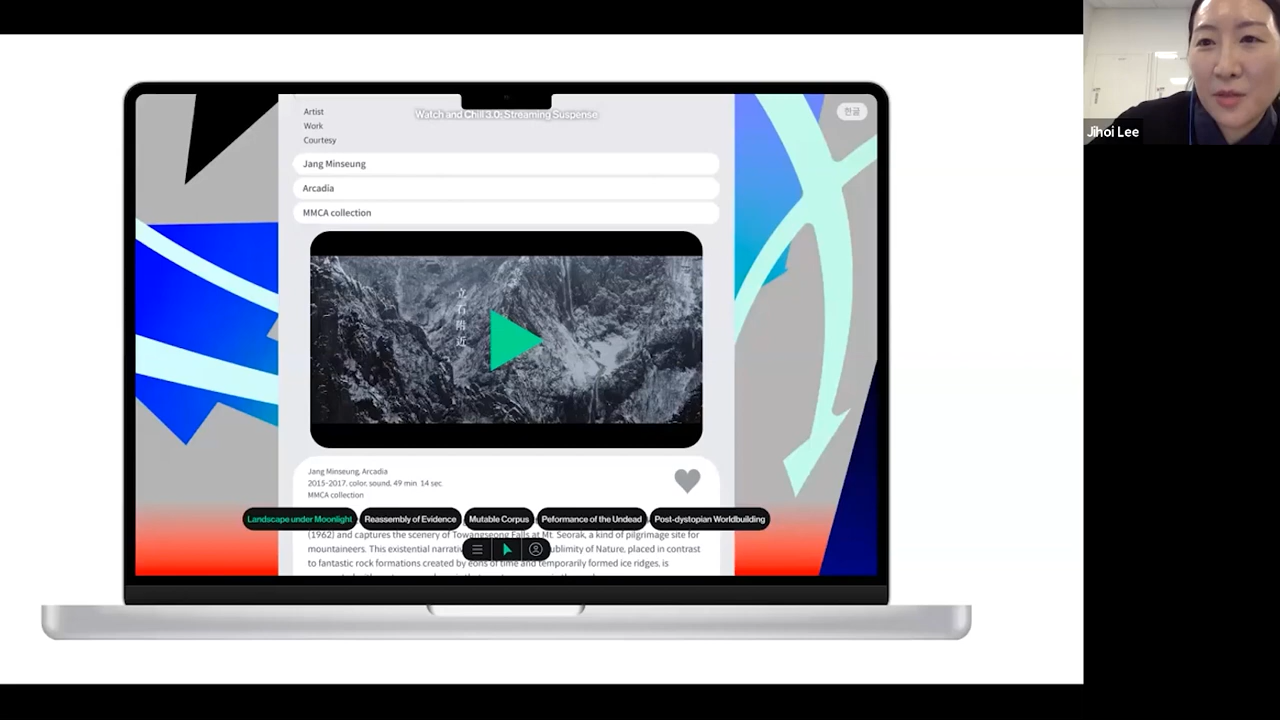 Artist
Work
Courtesy
Watch and Chill 3.0: Streaming Suspense
한글
Jang Minseung
Arcadia
MMCA collection
立石附近
Jang Minseung, Arcadia
2015-2017, color, sound, 49 min 14 sec
MMCA collection
Landscape under Moonlight
Reassembly of Evidence
Mutable Corpus
Peformance of the Undead
Post-dystopian Worldbuilding
(1962) and captures the scenery of Towangseong Falls at Mt. Seorak, a kind of pilgrimage site for
mountaineers. This existential narrati ublimity of Nature, placed in contrast
to fantastic rock formations created by eons of time and temporarily formed ice ridges, is
Jihoi Lee